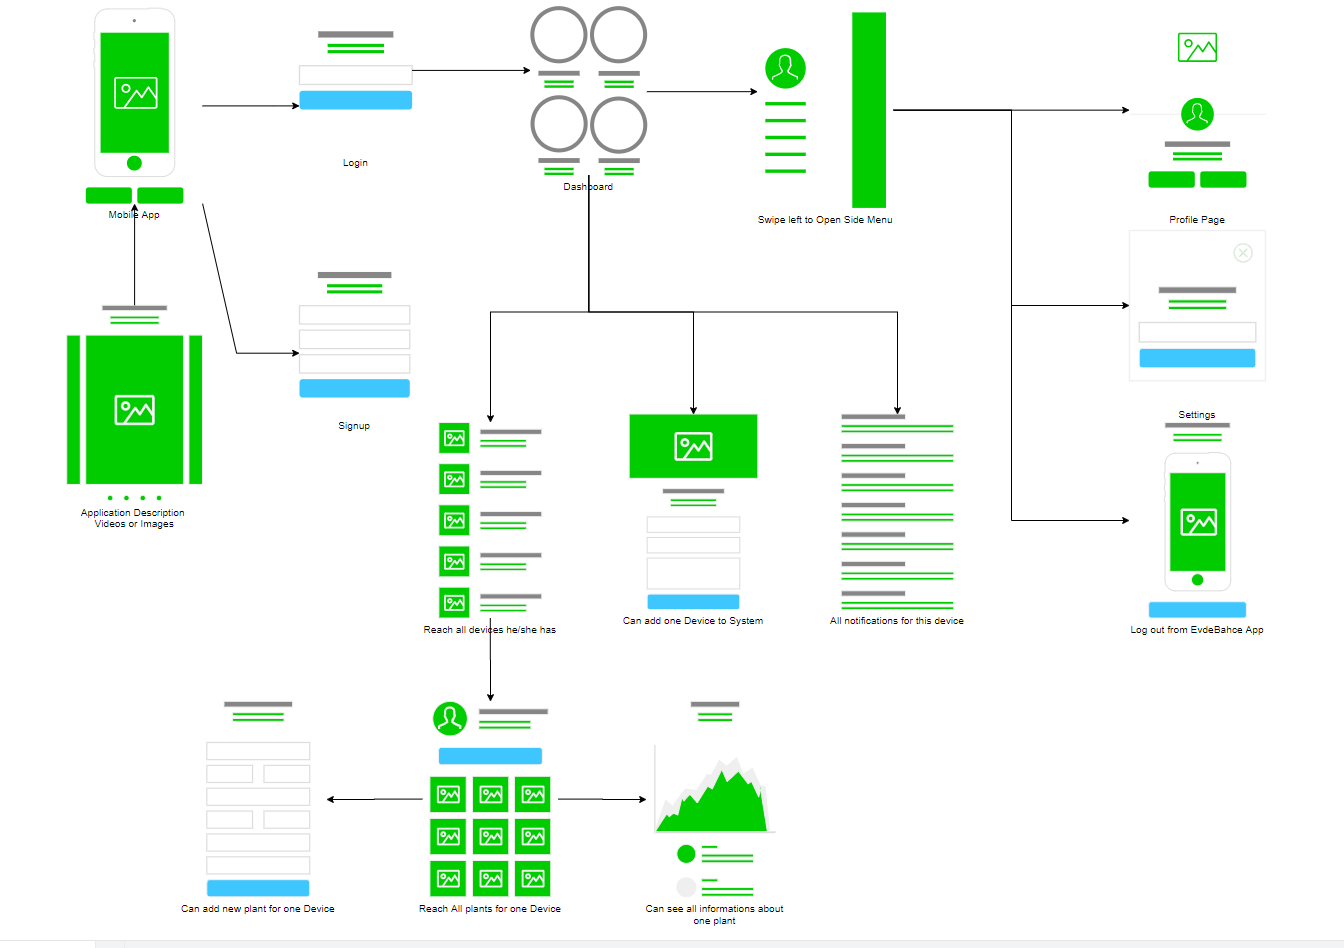 Login
Mobile App
Dashboard
Swipe left to Open Side Menu
Profile Page
Signup
Settings
Application Description
Videos or Images
Reach all devices he/she has
Can add one Device to System
All notifications for this device
Log out from EvdeBahce App
Can add new plant for one Device
Reach All plants for one Device
Can see all informations about
one plant